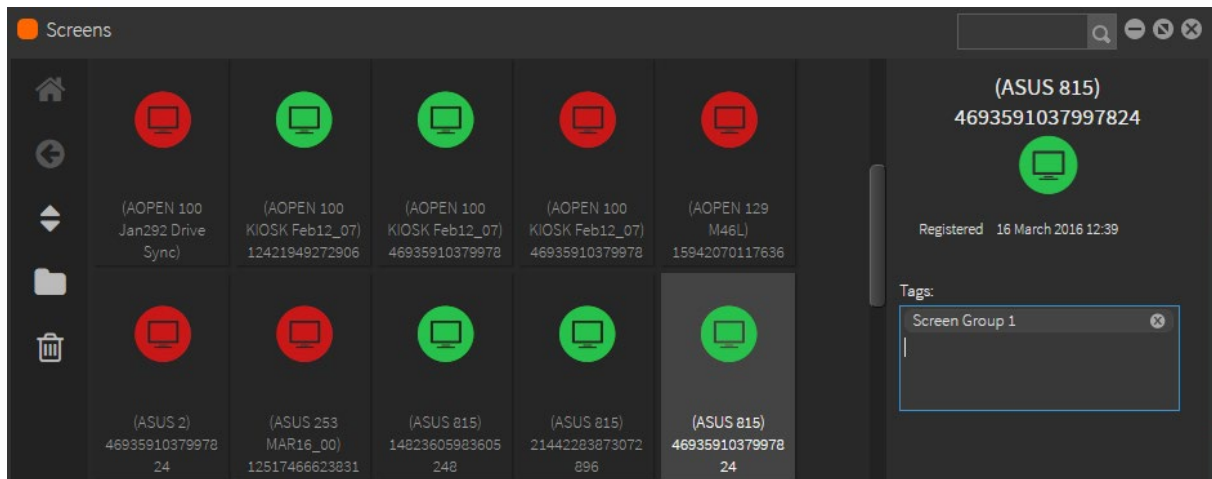 Screens
(AOPEN 100
Jan292 Drive
Sync)
(AOPEN 100
KIOSK Feb12_07)
12421949272906
(AOPEN 100
KIOSK Feb12_07)
46935910379978
(AOPEN 100
KIOSK Feb12_07)
46935910379978
(AOPEN 129
M46L)
15942070117636
(ASUS 2)
46935910379978
24
(ASUS 253
MAR16_00)
12517466623831
(ASUS 815)
14823605983605
248
(ASUS 815)
21442283873072
896
(ASUS 815)
46935910379978
24
(ASUS 815)
4693591037997824
Registered 16 March 2016 12:39
Tags:
Screen Group 1